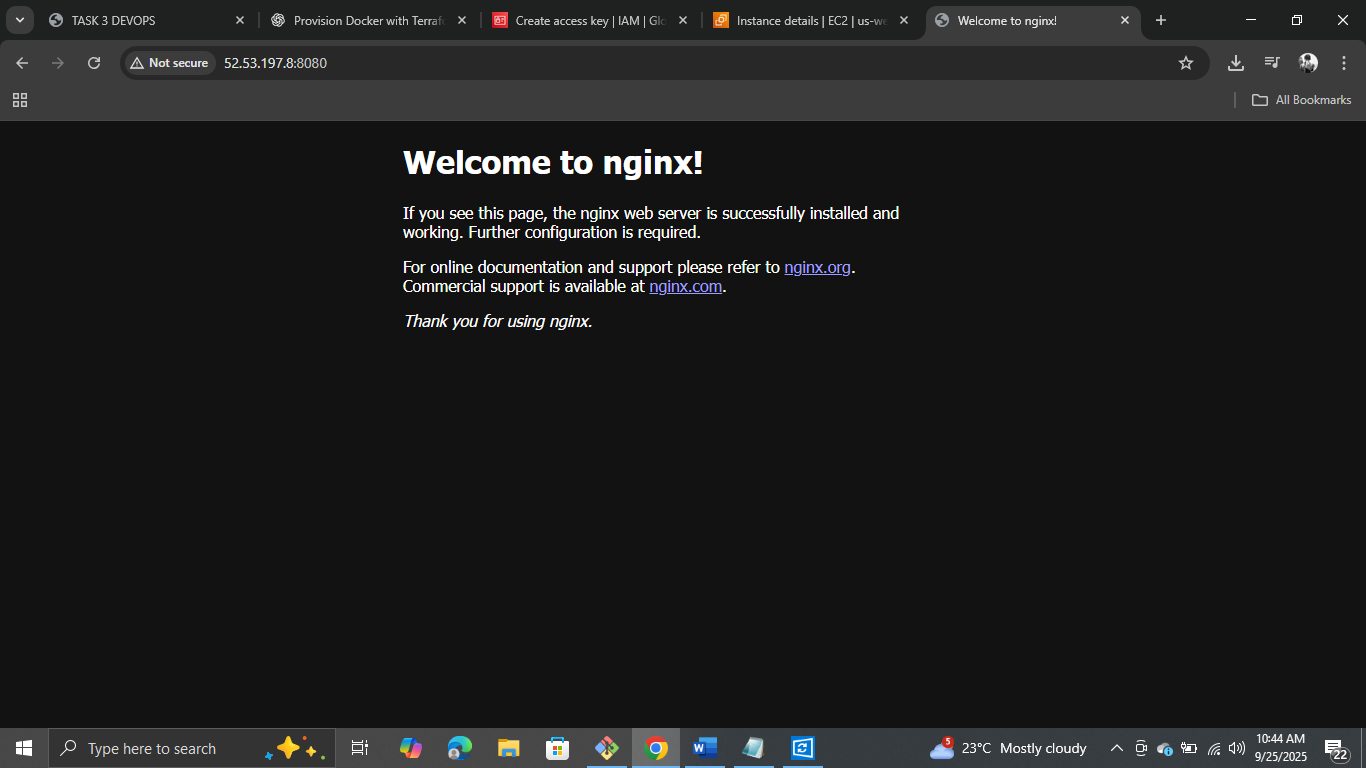 TASK 3 DEVOPS
Provision Docker with Terrafo
Create access key | IAM | Glo
Instance details | EC2 | us-we
Welcome to nginx!
Not secure
52.53.197.8:8080
All Bookmarks
Welcome to nginx!
If you see this page, the nginx web server is successfully installed and
working. Further configuration is required.
For online documentation and support please refer to nginx.org.
Commercial support is available at nginx.com.
Thank you for using nginx.
Type here to search
5
23°C Mostly cloudy
10:44 AM
9/25/2025
22